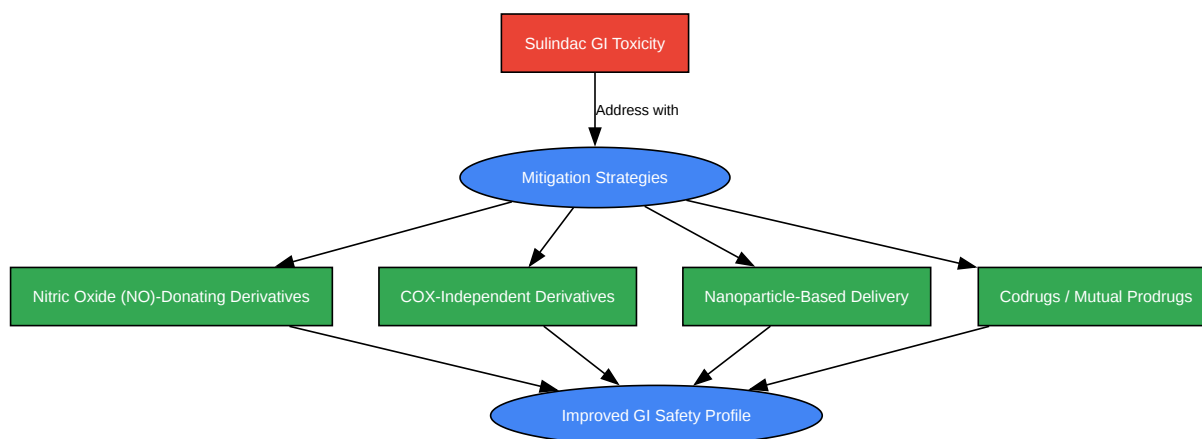 Sulindac GI Toxicity
Address with
Mitigation Strategies
Nitric Oxide (NO)-Donating Derivatives
COX-Independent Derivatives
Nanoparticle-Based Delivery
Codrugs / Mutual Prodrugs
Improved GI Safety Profile